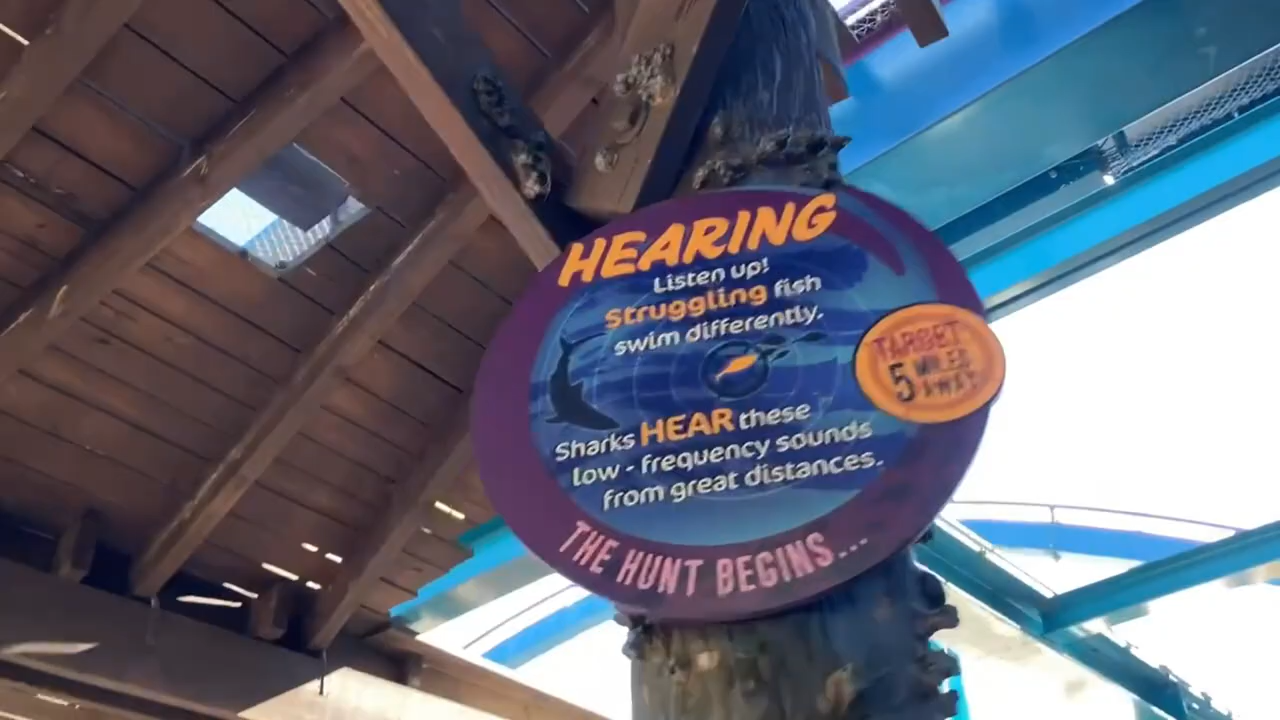 HEARING
Listen up!
Struggling fish
swim differently.
TARGET
5 MILES
AWAY
Sharks HEAR these
low - frequency sounds
from great distances.
THE HUNT BEGINS...